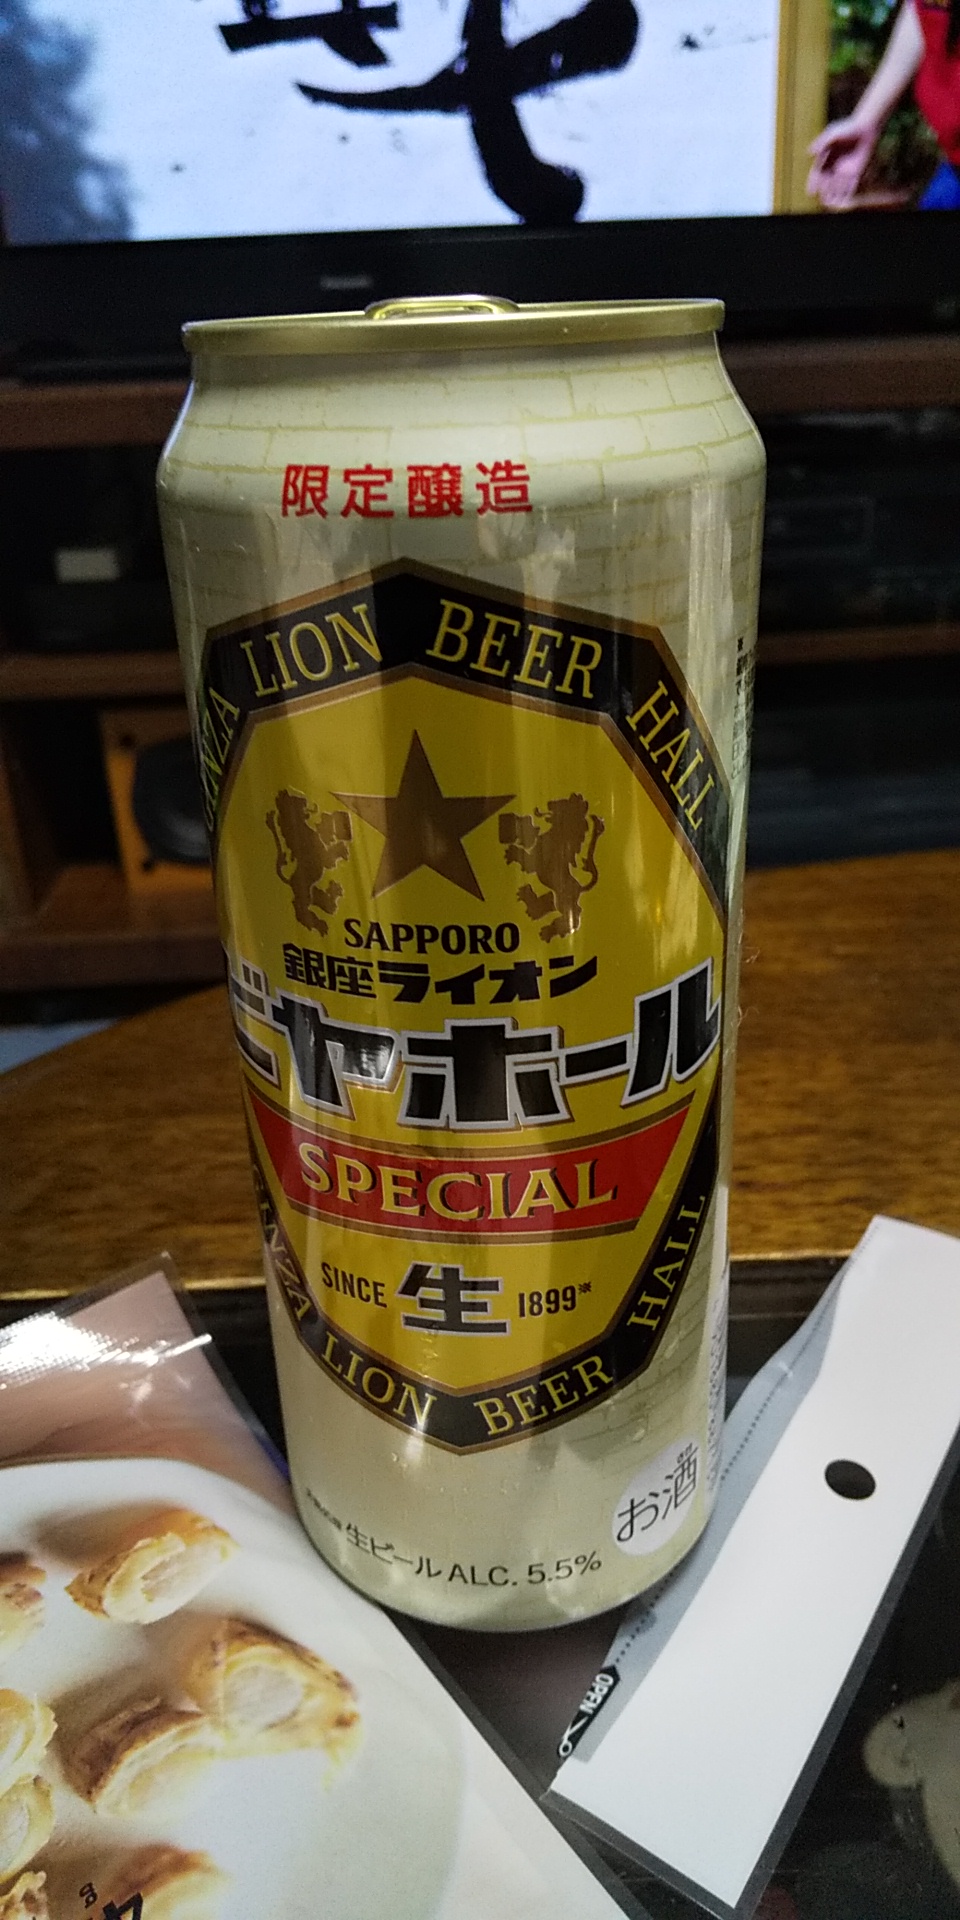 限定醸造
GINZA LION BEER HALL
SAPPORO
銀座ライオン
ビヤホール
SPECIAL
SINCE 生 1899※
GINZA LION BEER HALL
お酒
生ビール ALC. 5.5%
OPEN